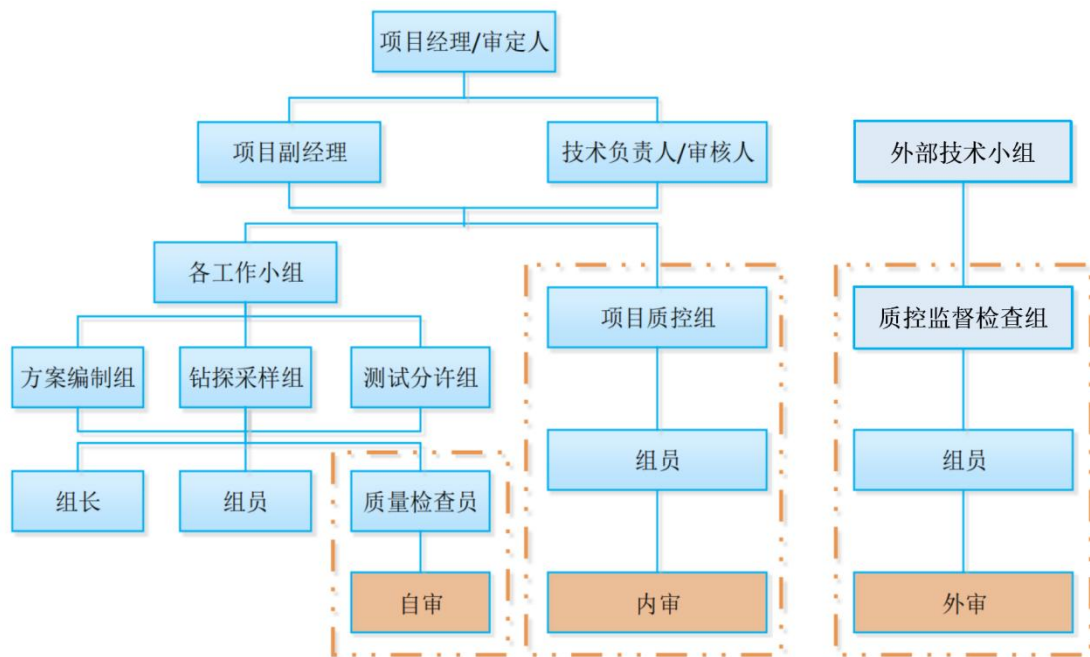 项目经理/审定人
项目副经理
技术负责人/审核人
外部技术小组
各工作小组
项目质控组
质控监督检查组
方案编制组
钻探采样组
测试分许组
组员
组员
组长
组员
质量检查员
自审
内审
外审